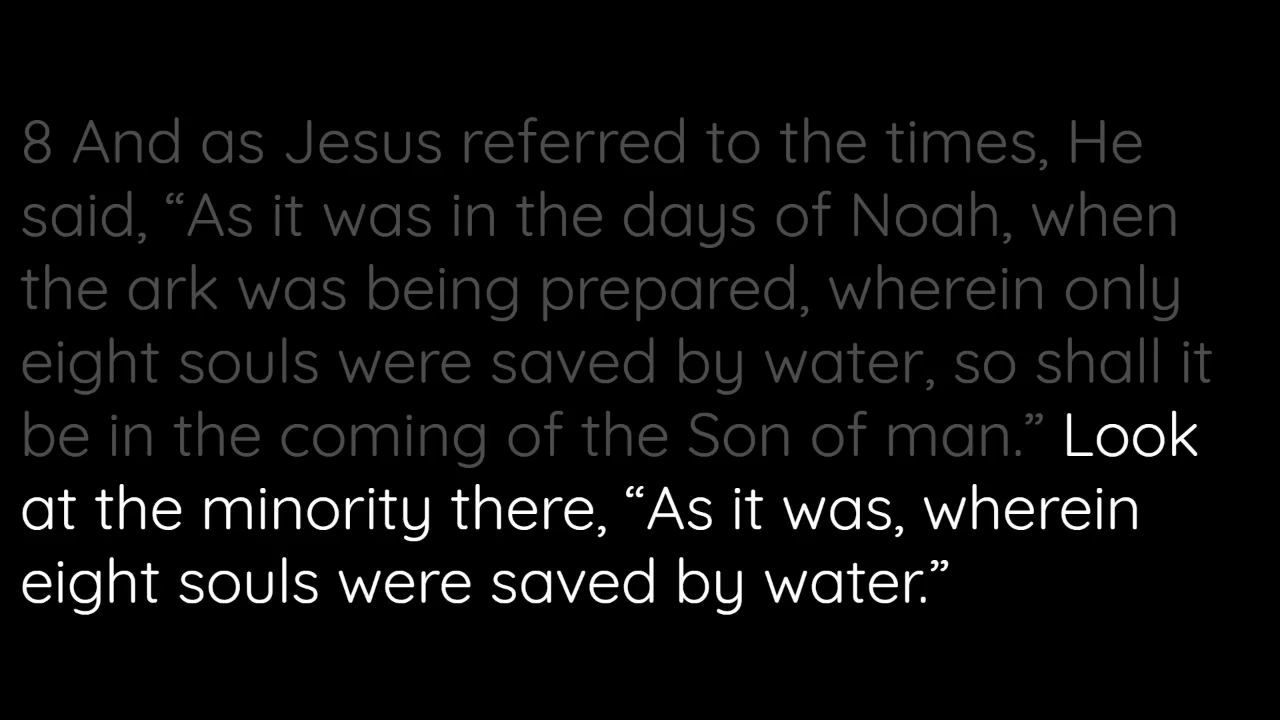 8 And as Jesus referred to the times, He
said, “As it was in the days of Noah, when
the ark was being prepared, wherein only
eight souls were saved by water, so shall it
be in the coming of the Son of man.” Look
at the minority there, “As it was, wherein
eight souls were saved by water.”